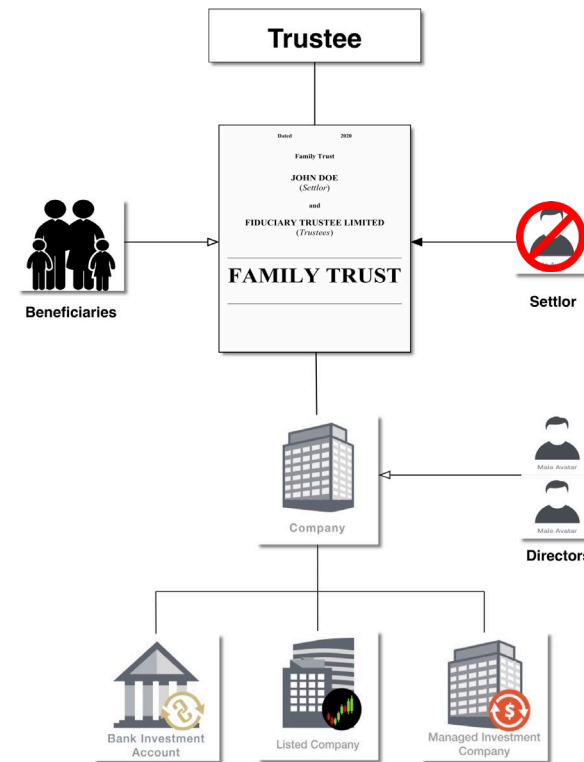 Trustee
Dated 2020
Family Trust
JOHN DOE
(Settlor)
and
FIDUCIARY TRUSTEE LIMITED
(Trustees)
FAMILY TRUST
Beneficiaries
Settlor
Company
Male Avatar
Male Avatar
Directors
Bank Investment
Account
Listed Company
Managed Investment
Company